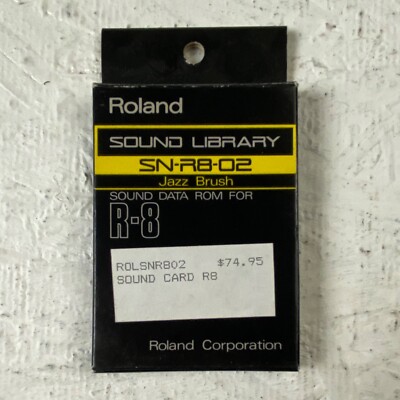 Roland
SOUND LIBRARY
SN-R8-02
Jazz Brush
SOUND DATA ROM FOR
R-8
ROLSNR802 $74.95
SOUND CARD R8
Roland Corporation